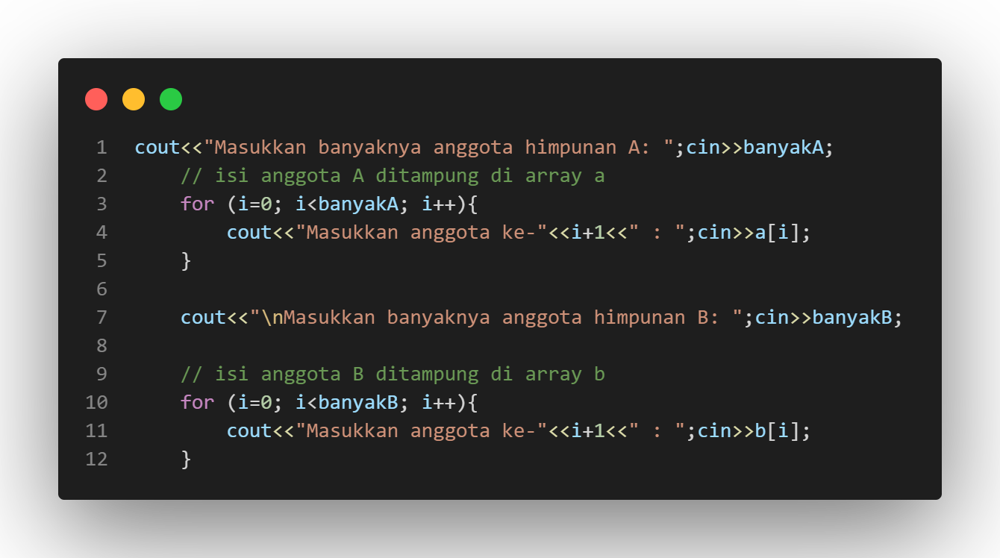 1 cout<<"Masukkan banyaknya anggota himpunan A: ";cin>>banyakA;
2     // isi anggota A ditampung di array a
3     for (i=0; i<banyakA; i++){
4         cout<<"Masukkan anggota ke-"<<i+1<<" : ";cin>>a[i];
5     }
6
7     cout<<"\nMasukkan banyaknya anggota himpunan B: ";cin>>banyakB;
8
9     // isi anggota B ditampung di array b
10     for (i=0; i<banyakB; i++){
11         cout<<"Masukkan anggota ke-"<<i+1<<" : ";cin>>b[i];
12     }